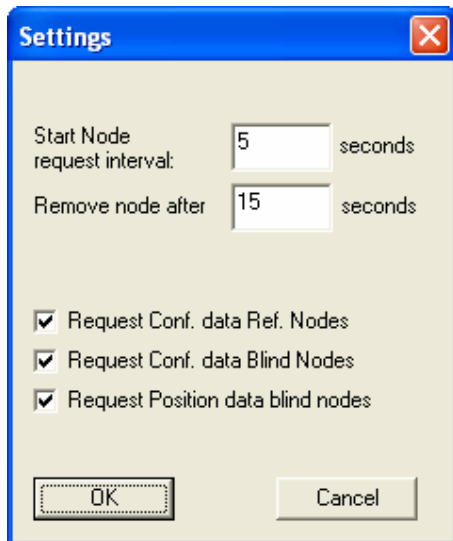 Settings
Start Node
request interval:
5 seconds
Remove node after 15 seconds
Request Conf. data Ref. Nodes
Request Conf. data Blind Nodes
Request Position data blind nodes
OK Cancel